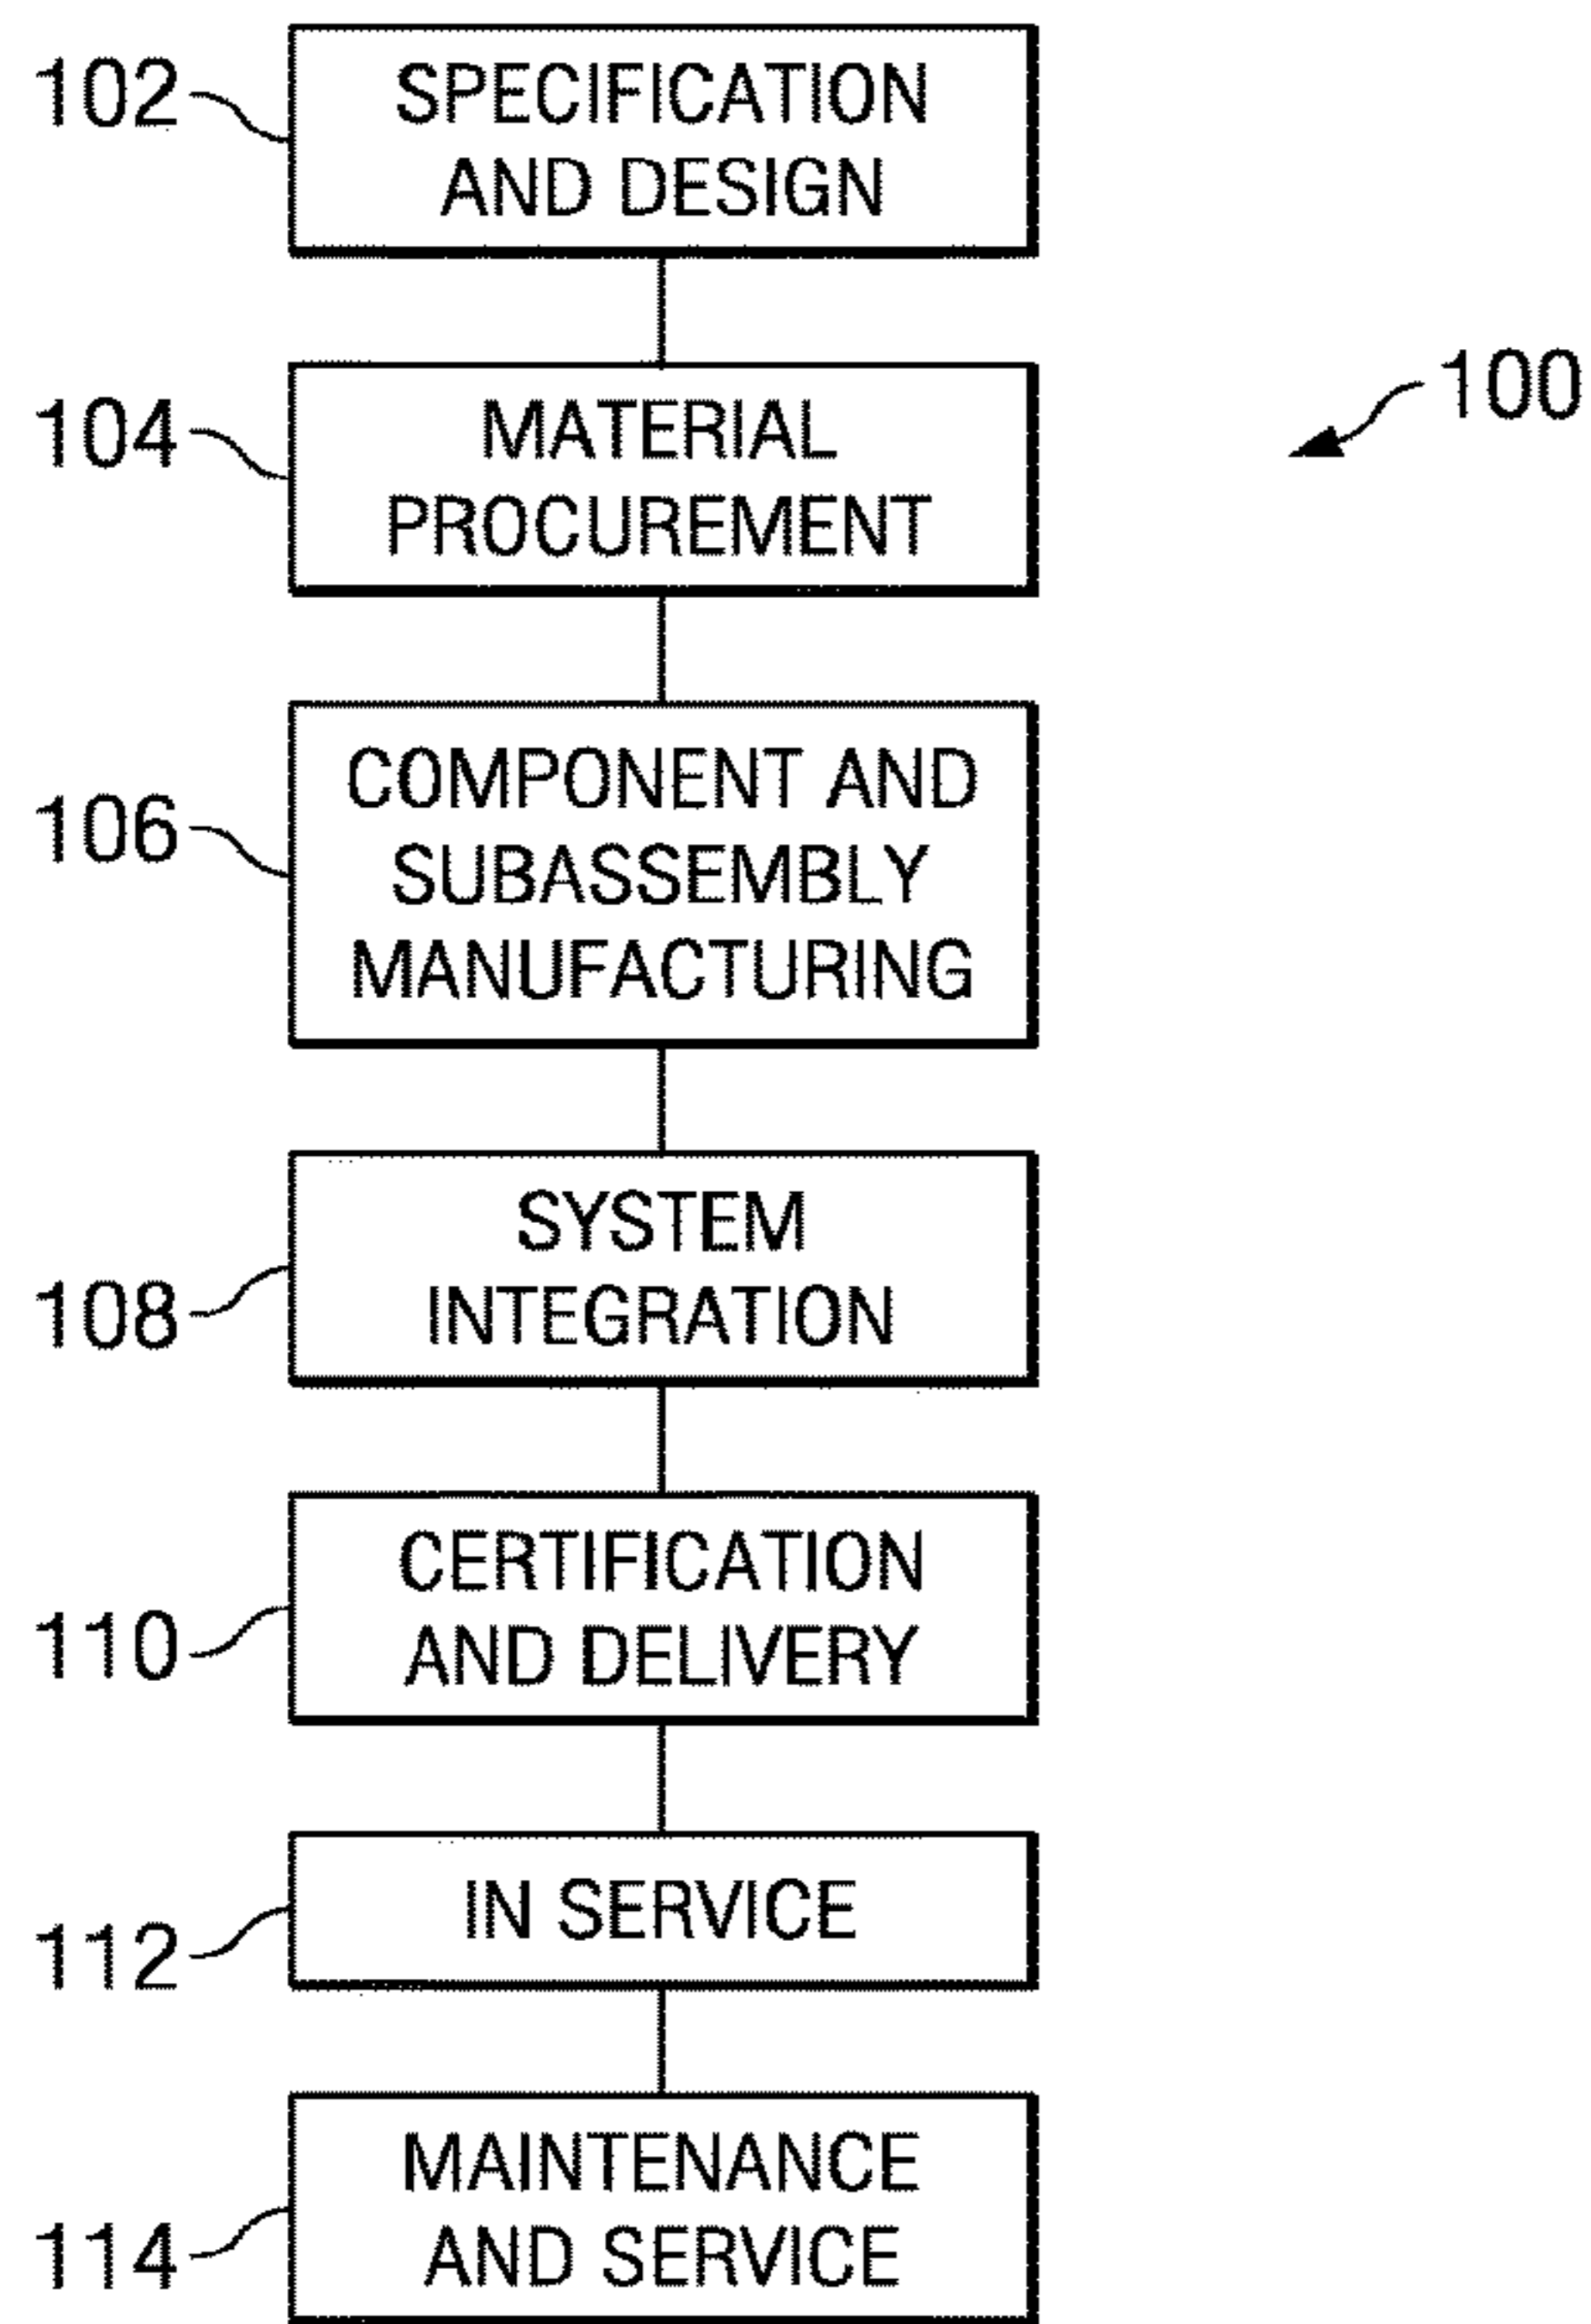 102
SPECIFICATION
AND DESIGN
100
104
MATERIAL
PROCUREMENT
106
COMPONENT AND
SUBASSEMBLY
MANUFACTURING
108
SYSTEM
INTEGRATION
110
CERTIFICATION
AND DELIVERY
112
IN SERVICE
114
MAINTENANCE
AND SERVICE